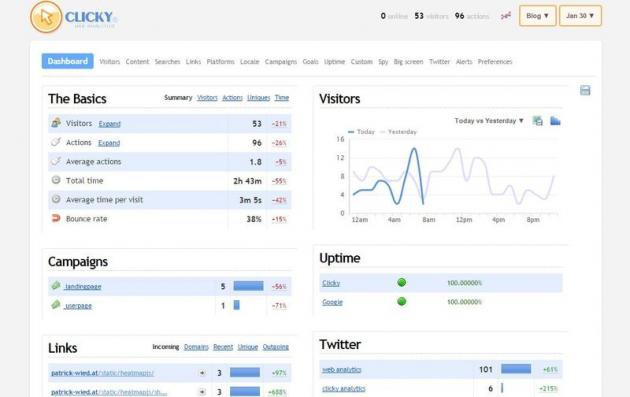 CLICKY®
WEB ANALYTICS
0 online 53 visitors 96 actions
Blog ▼ Jan 30 ▼
Dashboard Visitors Content Searches Links Platforms Locale Campaigns Goals Uptime Custom Spy Big screen Twitter Alerts Preferences
The Basics
Summary Visitors Actions Uniques Time
Visitors Expand 53 -21%
Actions Expand 96 -26%
Average actions 1.8 -5%
Total time 2h 43m -55%
Average time per visit 3m 5s -42%
Bounce rate 38% +15%
Visitors
Today vs Yesterday ▼
Today Yesterday
16
12
8
4
0
12am 4am 8am 12pm 4pm 8pm
Campaigns
_landingpage 5 -56%
_userpage 1 -71%
Uptime
Clicky 100.00000%
Google 100.00000%
Links
Incoming Domains Recent Unique Outgoing
patrick-wied.at/static/heatmapjs/ 3 +97%
patrick-wied.at/static/heatmapjs/sh... 3 +688%
Twitter
web analytics 101 +61%
clicky analytics 6 +215%